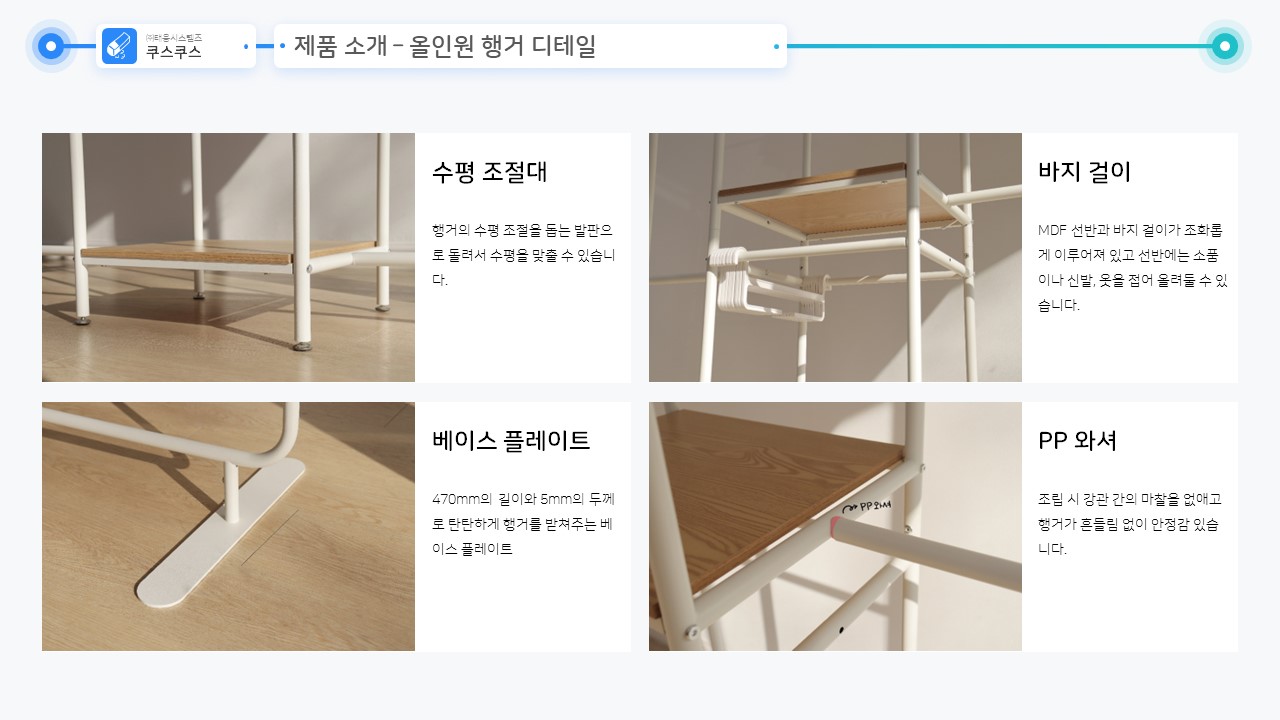 ㈜태웅시스템즈
쿠스쿠스
제품 소개 – 올인원 행거 디테일
수평 조절대
행거의 수평 조절을 돕는 발판으
로 돌려서 수평을 맞출 수 있습니
다.
바지 걸이
MDF 선반과 바지 걸이가 조화롭
게 이루어져 있고 선반에는 소품
이나 신발, 옷을 접어 올려둘 수 있
습니다.
베이스 플레이트
470mm의 길이와 5mm의 두께
로 탄탄하게 행거를 받쳐주는 베
이스 플레이트
PP 와셔
조립 시 강관 간의 마찰을 없애고
행거가 흔들림 없이 안정감 있습
니다.
PP와셔